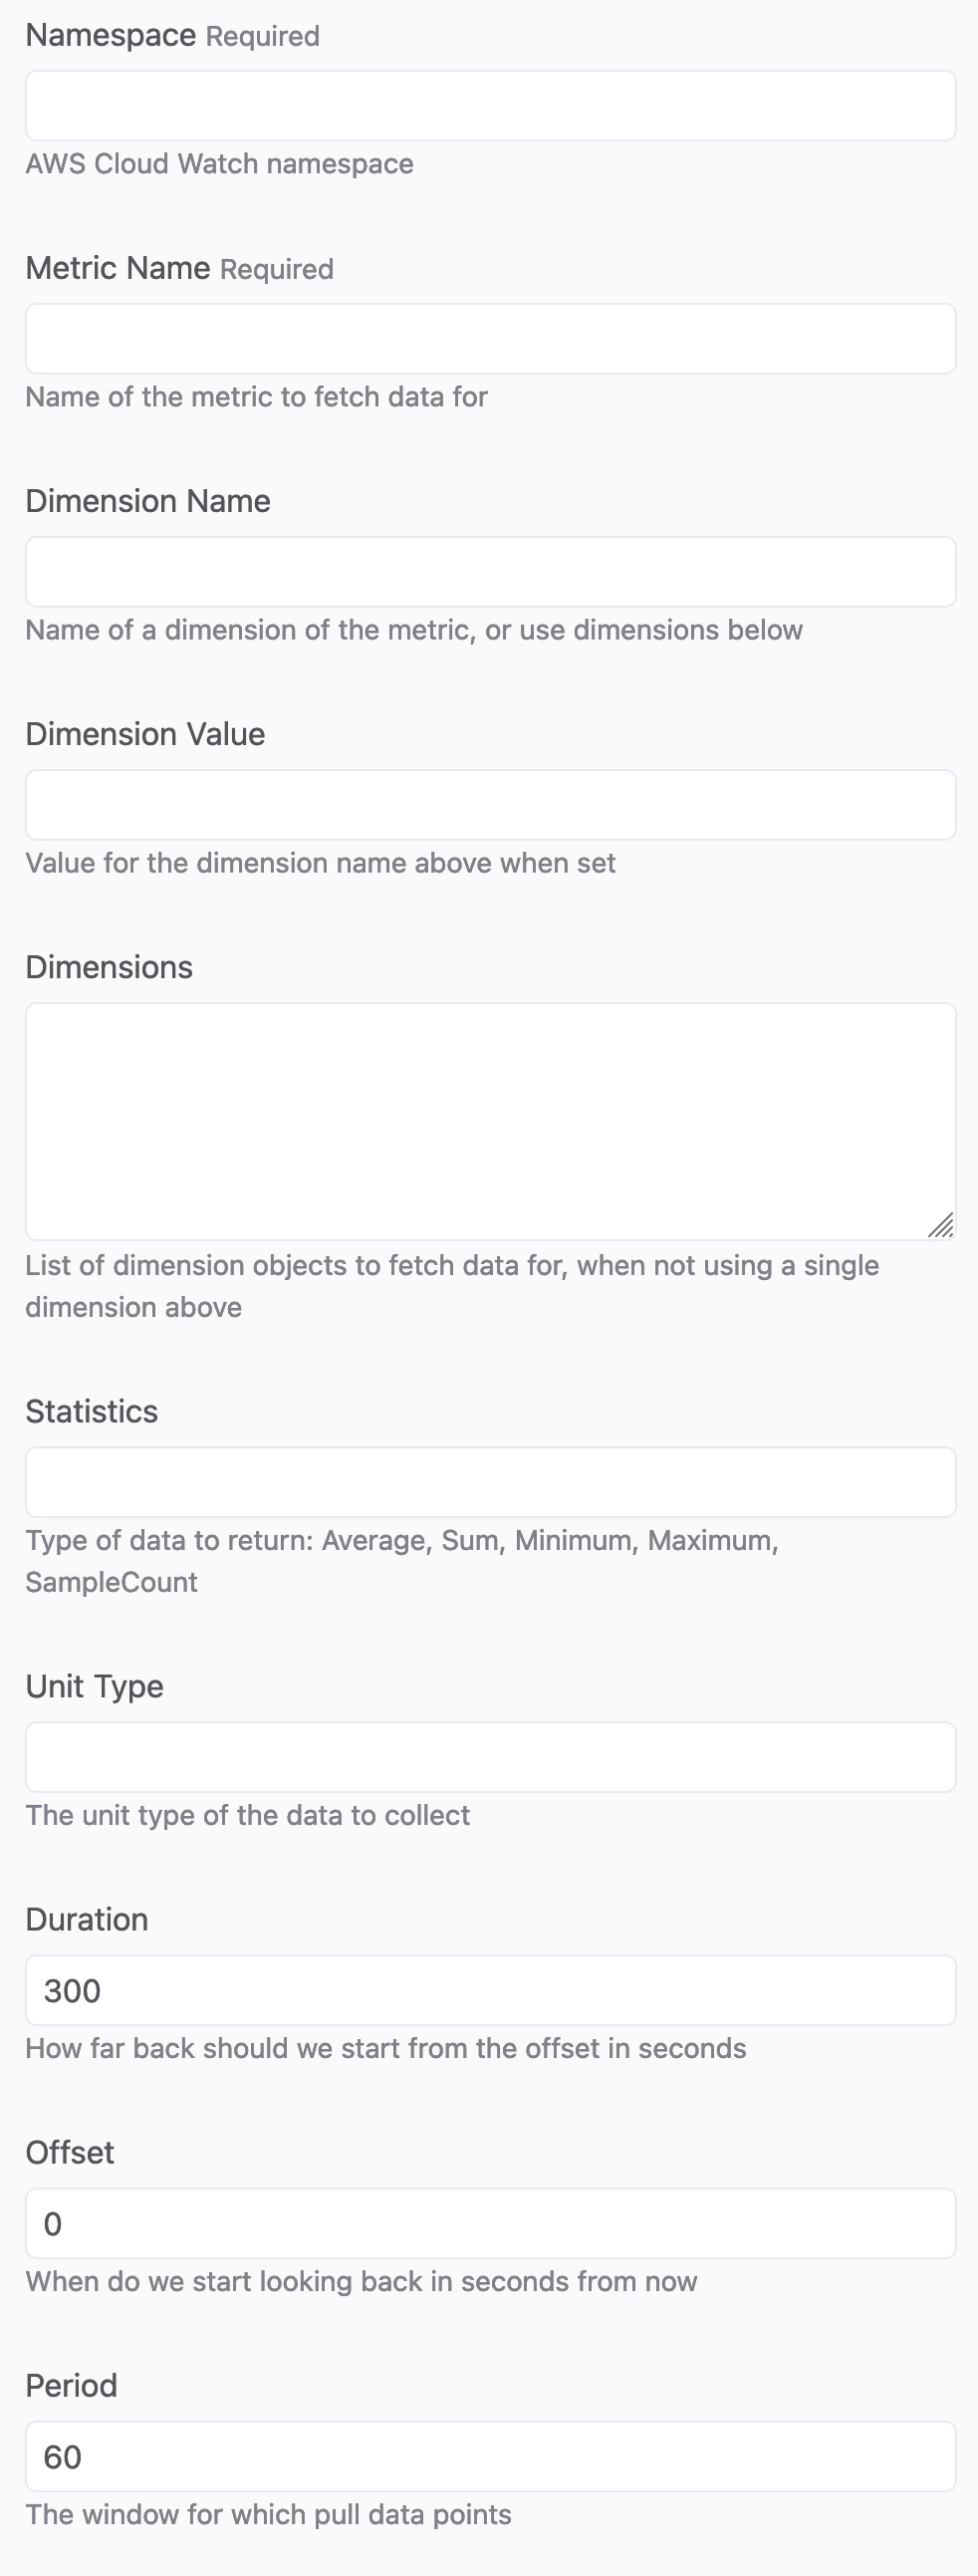 Namespace Required
AWS Cloud Watch namespace
Metric Name Required
Name of the metric to fetch data for
Dimension Name
Name of a dimension of the metric, or use dimensions below
Dimension Value
Value for the dimension name above when set
Dimensions
List of dimension objects to fetch data for, when not using a single
dimension above
Statistics
Type of data to return: Average, Sum, Minimum, Maximum,
SampleCount
Unit Type
The unit type of the data to collect
Duration
300
How far back should we start from the offset in seconds
Offset
0
When do we start looking back in seconds from now
Period
60
The window for which pull data points